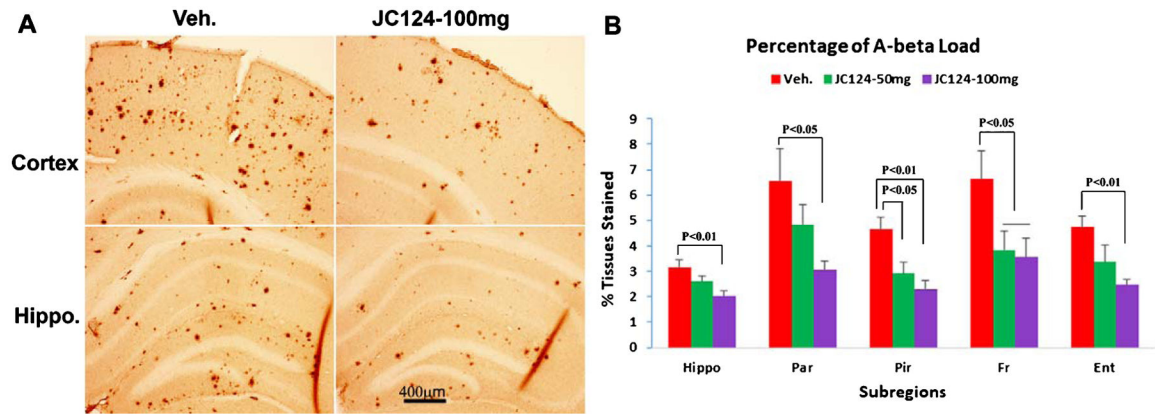 A
Veh.
JC124-100mg
Cortex
Hippo.
400μm
B
Percentage of A-beta Load
Veh. JC124-50mg JC124-100mg
% Tissues Stained
9
8
7
6
5
4
3
2
1
0
P<0.01
P<0.05
P<0.01
P<0.05
P<0.05
P<0.01
Hippo Par Pir Fr Ent
Subregions